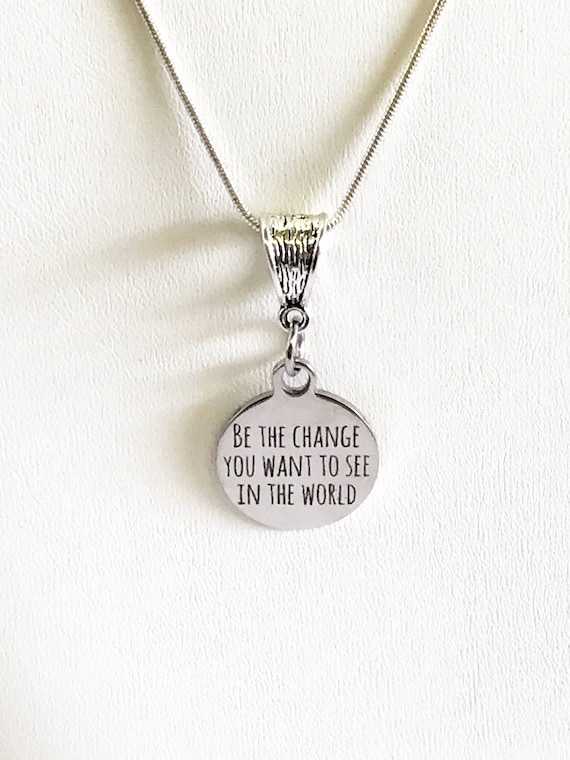 BE THE CHANGE
YOU WANT TO SEE
IN THE WORLD